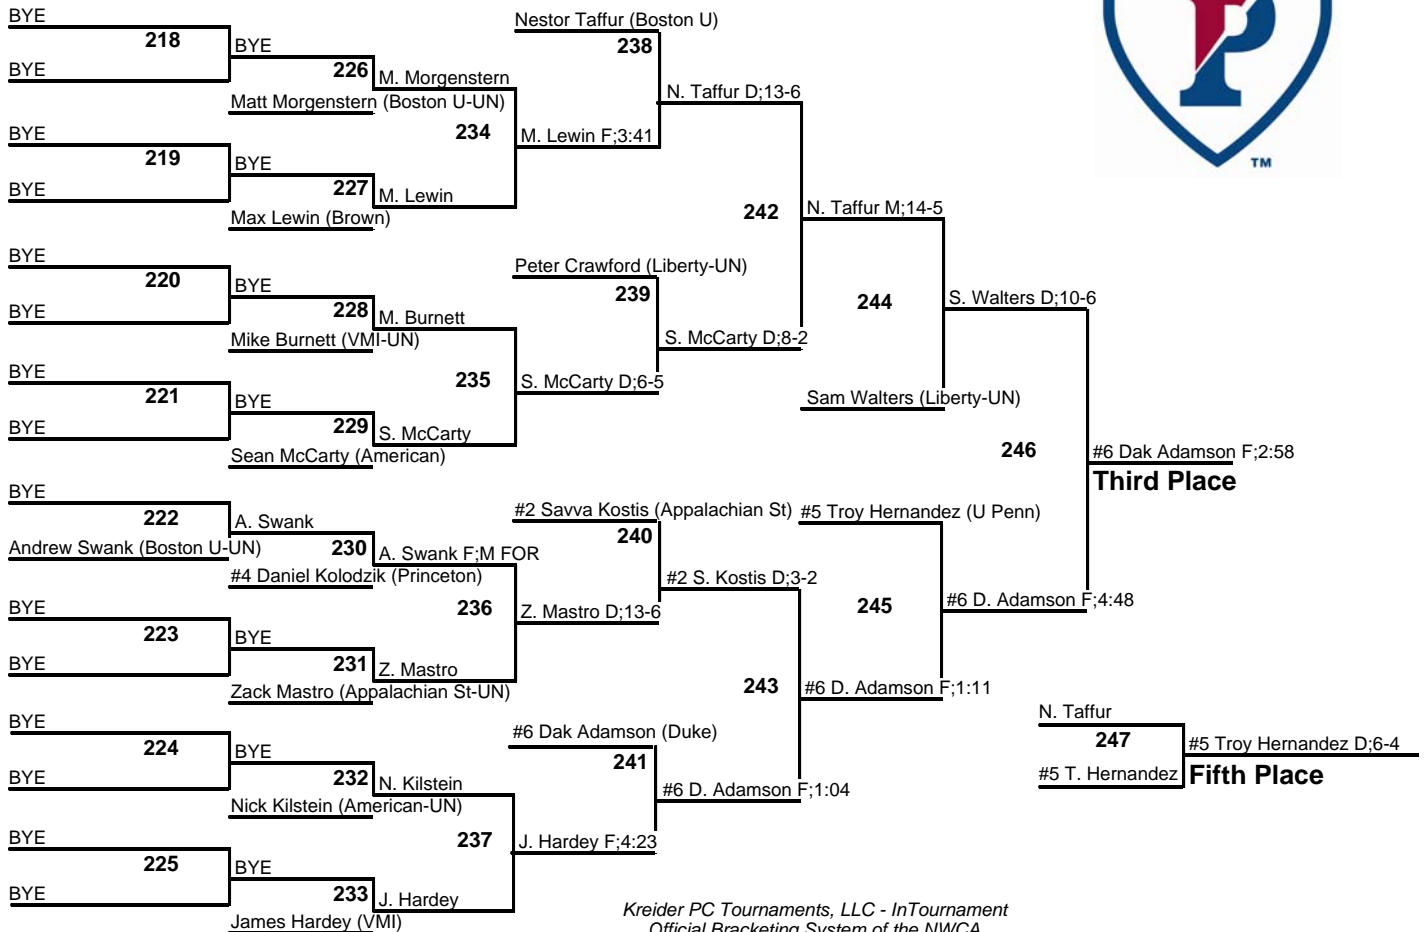 BYE
218
BYE
BYE
226
M. Morgenstern
Matt Morgenstern (Boston U-UN)
234
BYE
219
BYE
BYE
227
M. Lewin
Max Lewin (Brown)
M. Lewin F;3:41
Nestor Taffur (Boston U)
238
N. Taffur D;13-6
BYE
220
BYE
BYE
228
M. Burnett
Mike Burnett (VMI-UN)
235
BYE
221
BYE
BYE
229
S. McCarty
Sean McCarty (American)
S. McCarty D;6-5
Peter Crawford (Liberty-UN)
239
S. McCarty D;8-2
242
N. Taffur M;14-5
244
Sam Walters (Liberty-UN)
S. Walters D;10-6
BYE
222
A. Swank
Andrew Swank (Boston U-UN)
230
A. Swank F;M FOR
#4 Daniel Kolodzik (Princeton)
236
BYE
223
BYE
BYE
231
Z. Mastro
Zack Mastro (Appalachian St-UN)
Z. Mastro D;13-6
#2 Savva Kostis (Appalachian St)
240
#2 S. Kostis D;3-2
BYE
224
BYE
BYE
232
N. Kilstein
Nick Kilstein (American-UN)
237
BYE
225
BYE
BYE
233
J. Hardey
James Hardey (VMI)
J. Hardey F;4:23
#6 Dak Adamson (Duke)
241
#6 D. Adamson F;1:04
243
#6 D. Adamson F;1:11
#5 Troy Hernandez (U Penn)
245
#6 D. Adamson F;4:48
246
#6 Dak Adamson F;2:58
Third Place
N. Taffur
247
#5 T. Hernandez
#5 Troy Hernandez D;6-4
Fifth Place
P
TM
Kreider PC Tournaments, LLC - InTournament
Official Bracketing System of the NWCA